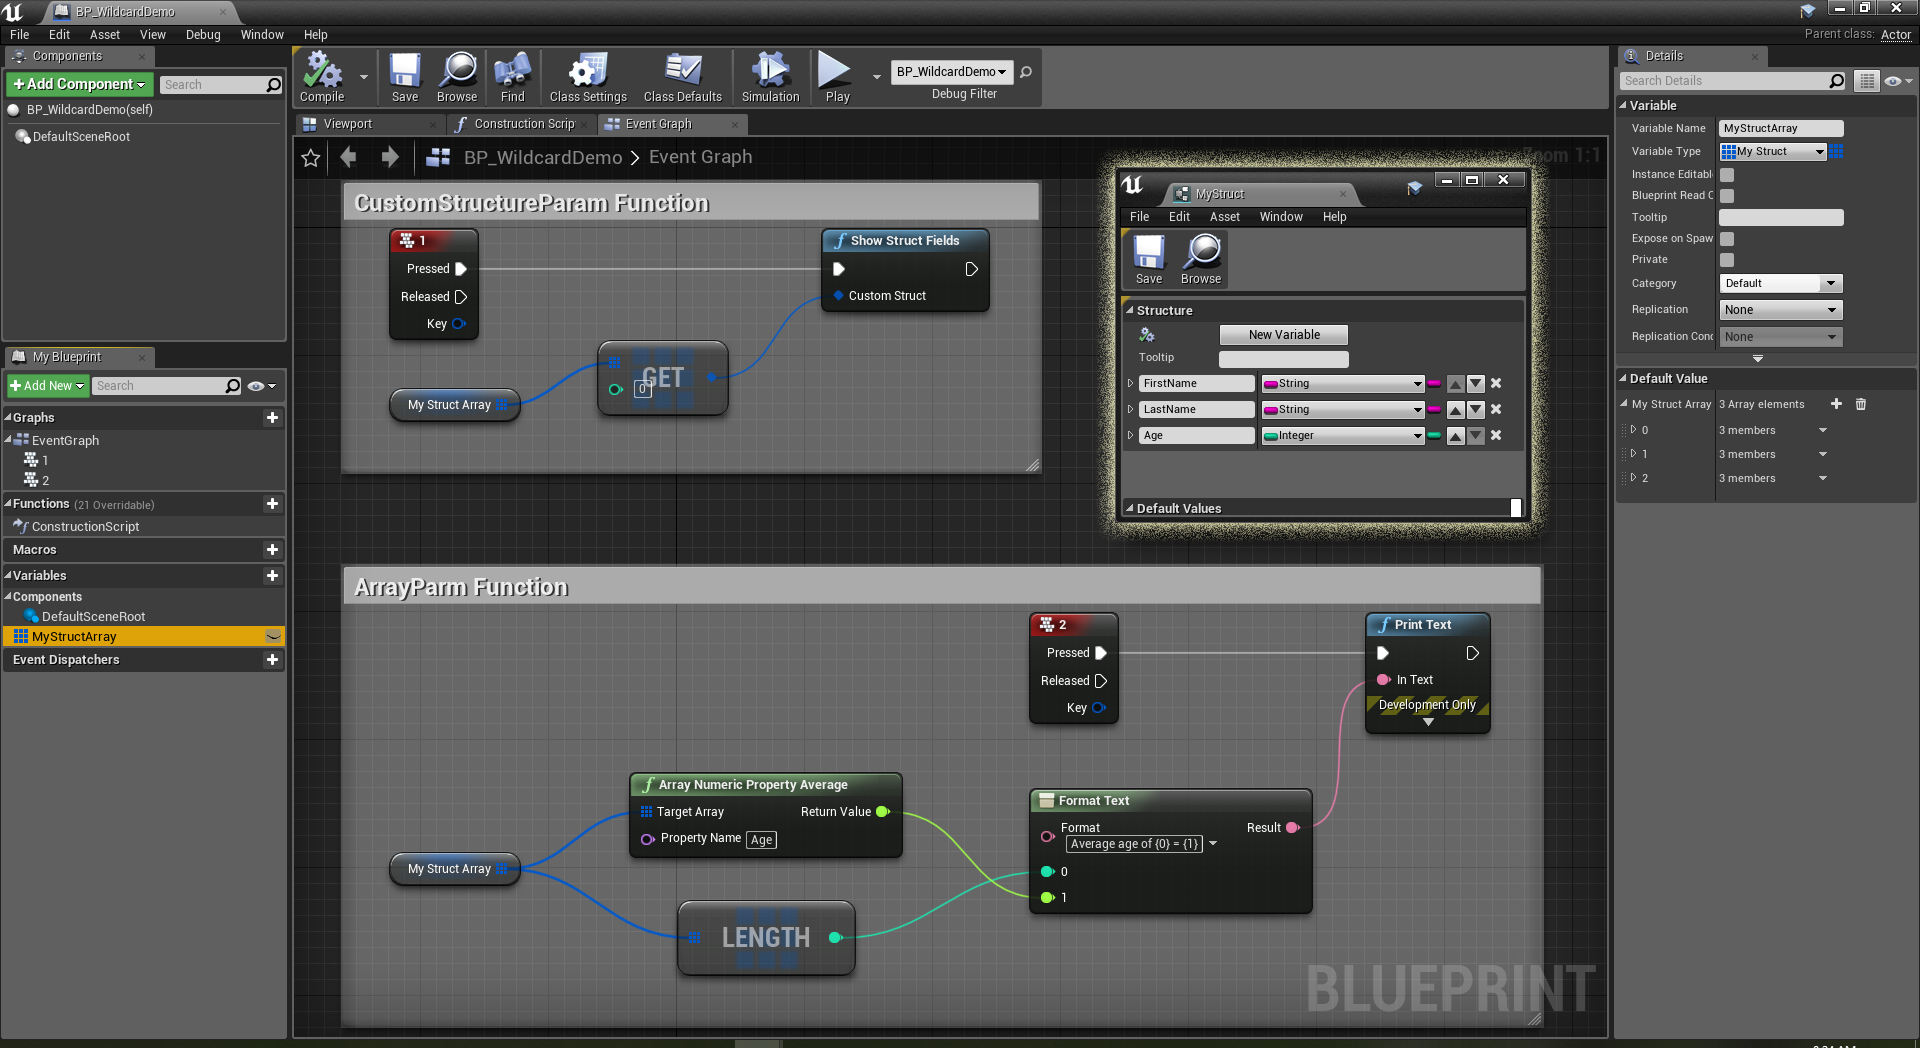 BP_WildcardDemo
File Edit Asset View Debug Window Help
Parent class: Actor
Components
+Add Component
Search
BP_WildcardDemo(self)
DefaultSceneRoot
My Blueprint
+Add New
Search
Graphs
EventGraph
1
2
Functions (21 Overridable)
ConstructionScript
Macros
Variables
Components
DefaultSceneRoot
MyStructArray
Event Dispatchers
Compile
Save
Browse
Find
Class Settings
Class Defaults
Simulation
Play
BP_WildcardDemo
Debug Filter
Viewport
Construction Scrip
Event Graph
BP_WildcardDemo > Event Graph
Zoom 1:1
CustomStructureParam Function
1
Pressed
Released
Key
Show Struct Fields
Custom Struct
GET
0
My Struct Array
MyStruct
File Edit Asset Window Help
Save
Browse
Structure
New Variable
Tooltip
FirstName String
LastName String
Age Integer
Default Values
ArrayParm Function
2
Pressed
Released
Key
Print Text
In Text
Development Only
Array Numeric Property Average
Target Array Return Value
Property Name Age
My Struct Array
LENGTH
Format Text
Format
Result
Average age of {0} = {1}
0
1
BLUEPRINT
Details
Search Details
Variable
Variable Name MyStructArray
Variable Type My Struct
Instance Editabl
Blueprint Read C
Tooltip
Expose on Spaw
Private
Category Default
Replication None
Replication Conc None
Default Value
My Struct Array 3 Array elements
0 3 members
1 3 members
2 3 members